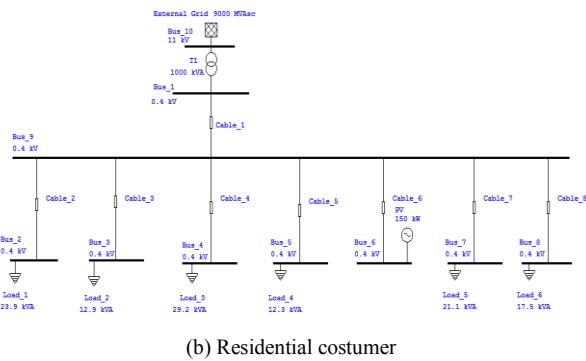 External Grid 9000 MVAsc
Bus_10
11 kV
T1
1000 kVA
Bus_1
0.4 kV
Cable_1
Bus_9
0.4 kV
Cable_2 Cable_3 Cable_4 Cable_5 Cable_6 Cable_7 Cable_8
PV
150 kW
Bus_2 Bus_3 Bus_4 Bus_5 Bus_6 Bus_7 Bus_8
0.4 kV 0.4 kV 0.4 kV 0.4 kV 0.4 kV 0.4 kV 0.4 kV
Load_1 Load_2 Load_3 Load_4 Load_5 Load_6
23.9 kVA 12.9 kVA 29.2 kVA 12.3 kVA 21.1 kVA 17.5 kVA
(b) Residential costumer